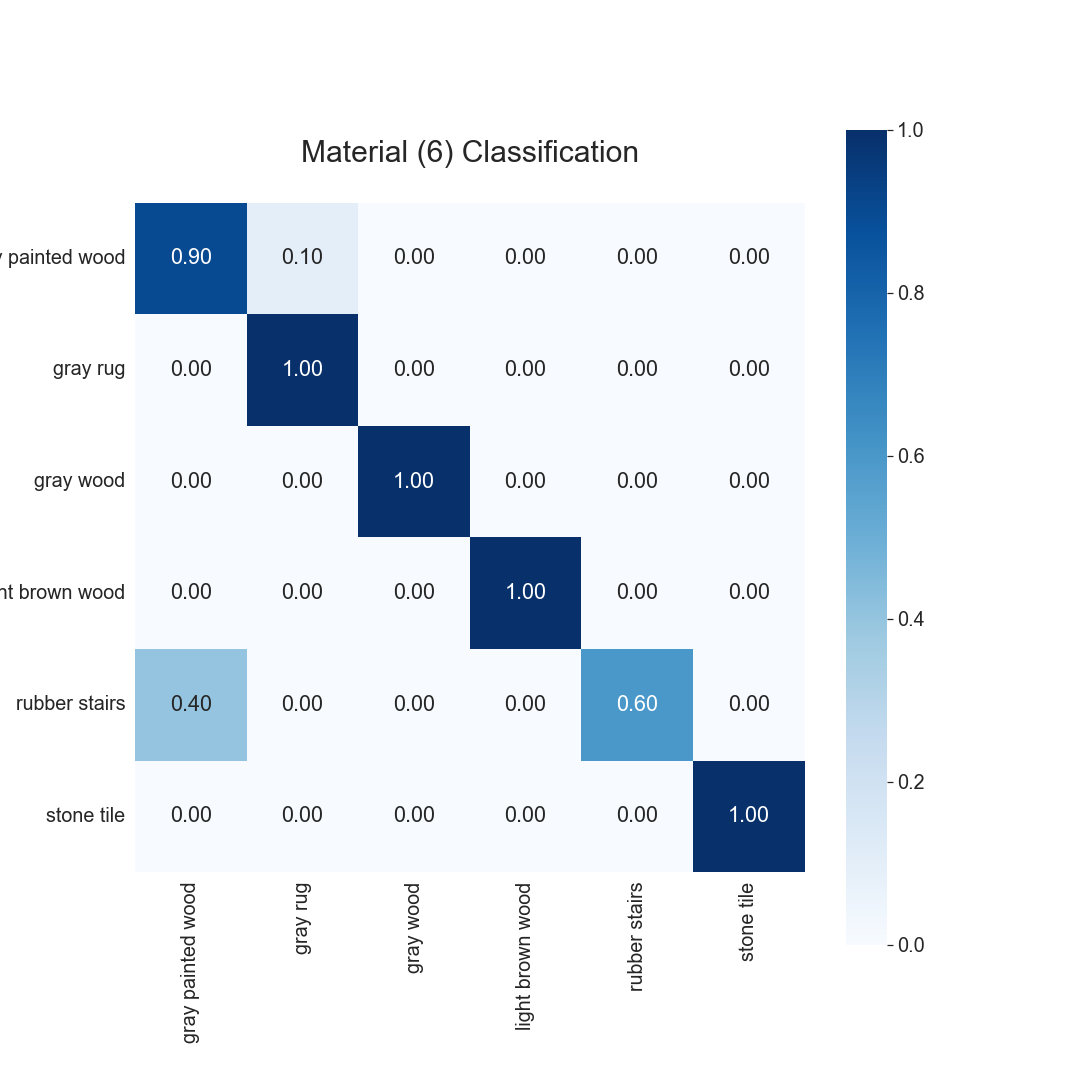 Material (6) Classification
1.0
painted wood 0.90 0.10 0.00 0.00 0.00 0.00
gray rug 0.00 1.00 0.00 0.00 0.00 0.00
gray wood 0.00 0.00 1.00 0.00 0.00 0.00
brown wood 0.00 0.00 0.00 1.00 0.00 0.00
rubber stairs 0.40 0.00 0.00 0.00 0.60 0.00
stone tile 0.00 0.00 0.00 0.00 0.00 1.00
gray painted wood
gray rug
gray wood
light brown wood
rubber stairs
stone tile
0.8
0.6
0.4
0.2
0.0